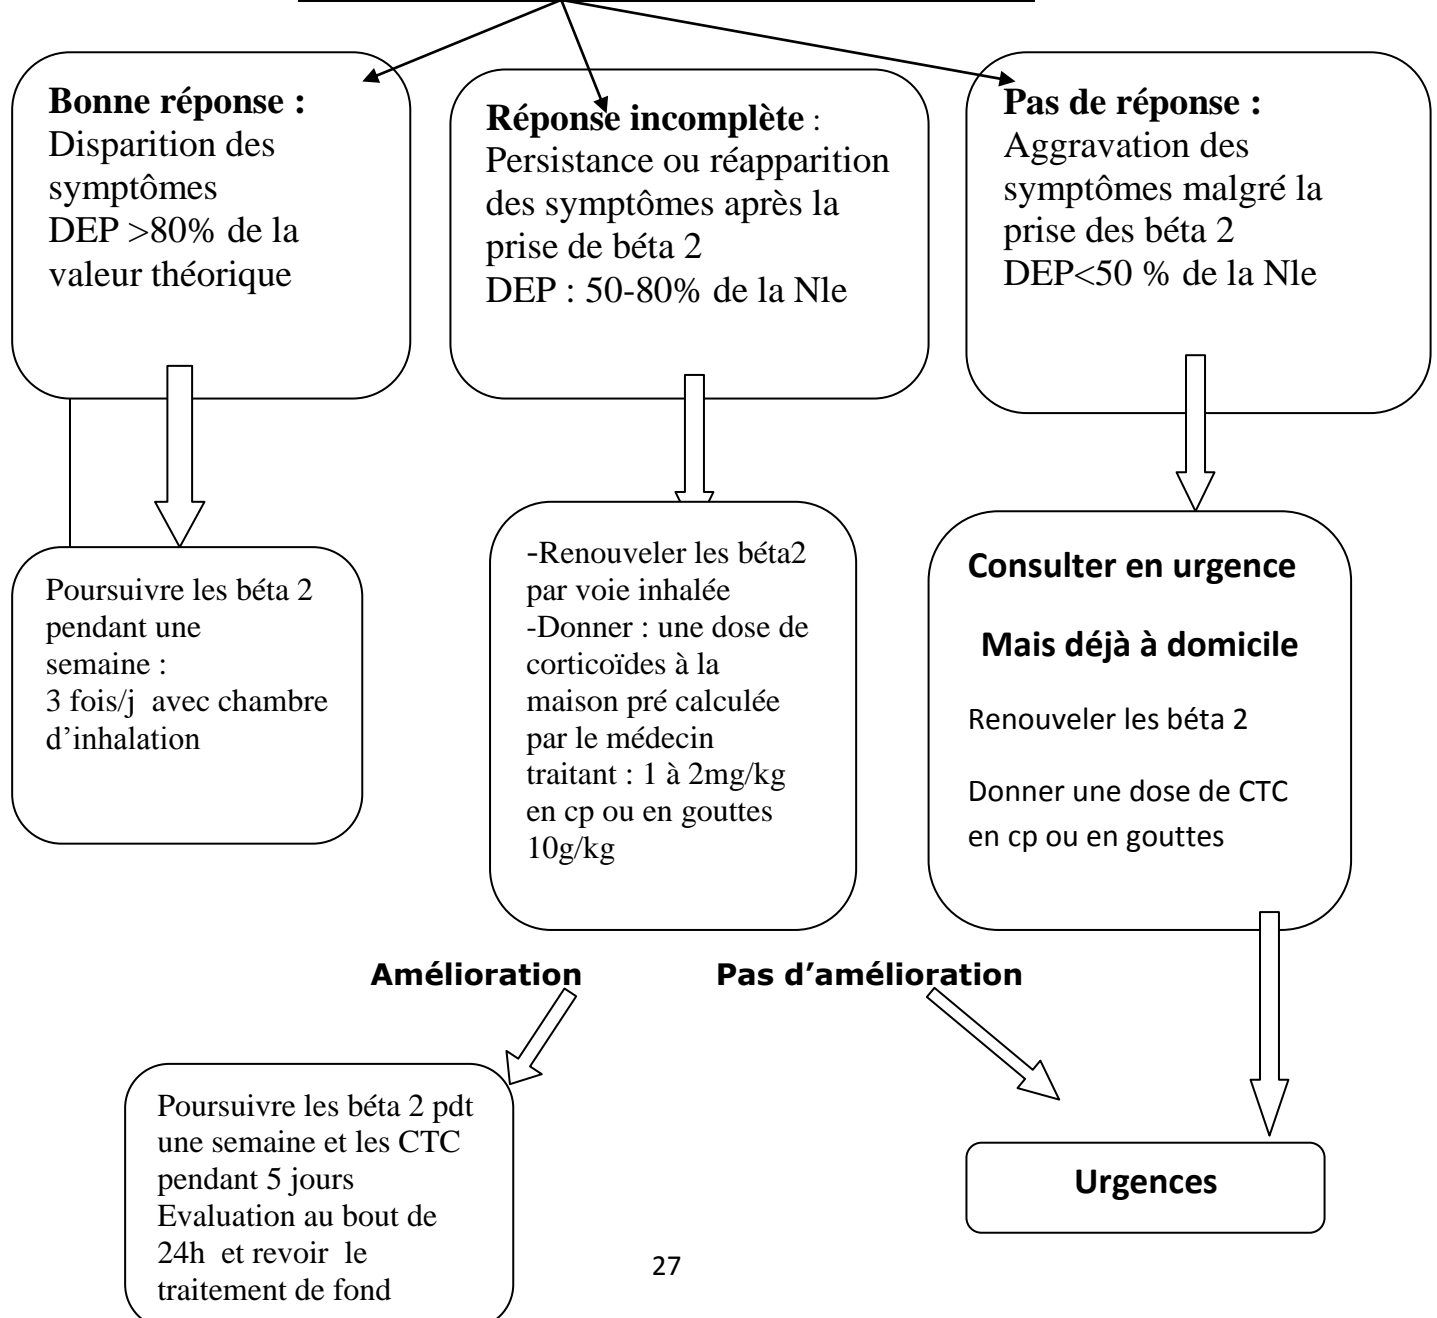 Bonne réponse :
Disparition des
symptômes
DEP >80% de la
valeur théorique
Réponse incomplète :
Persistance ou réapparition
des symptômes après la
prise de béta 2
DEP : 50-80% de la Nle
Pas de réponse :
Aggravation des
symptômes malgré la
prise des béta 2
DEP<50 % de la Nle
Poursuivre les béta 2
pendant une
semaine :
3 fois/j avec chambre
d’inhalation
-Renouveler les béta2
par voie inhalée
-Donner : une dose de
corticoïdes à la
maison pré calculée
par le médecin
traitant : 1 à 2mg/kg
en cp ou en gouttes
10g/kg
Consulter en urgence
Mais déjà à domicile
Renouveler les béta 2
Donner une dose de CTC
en cp ou en gouttes
Amélioration
Pas d’amélioration
Poursuivre les béta 2 pdt
une semaine et les CTC
pendant 5 jours
Evaluation au bout de
24h et revoir le
traitement de fond
Urgences
27